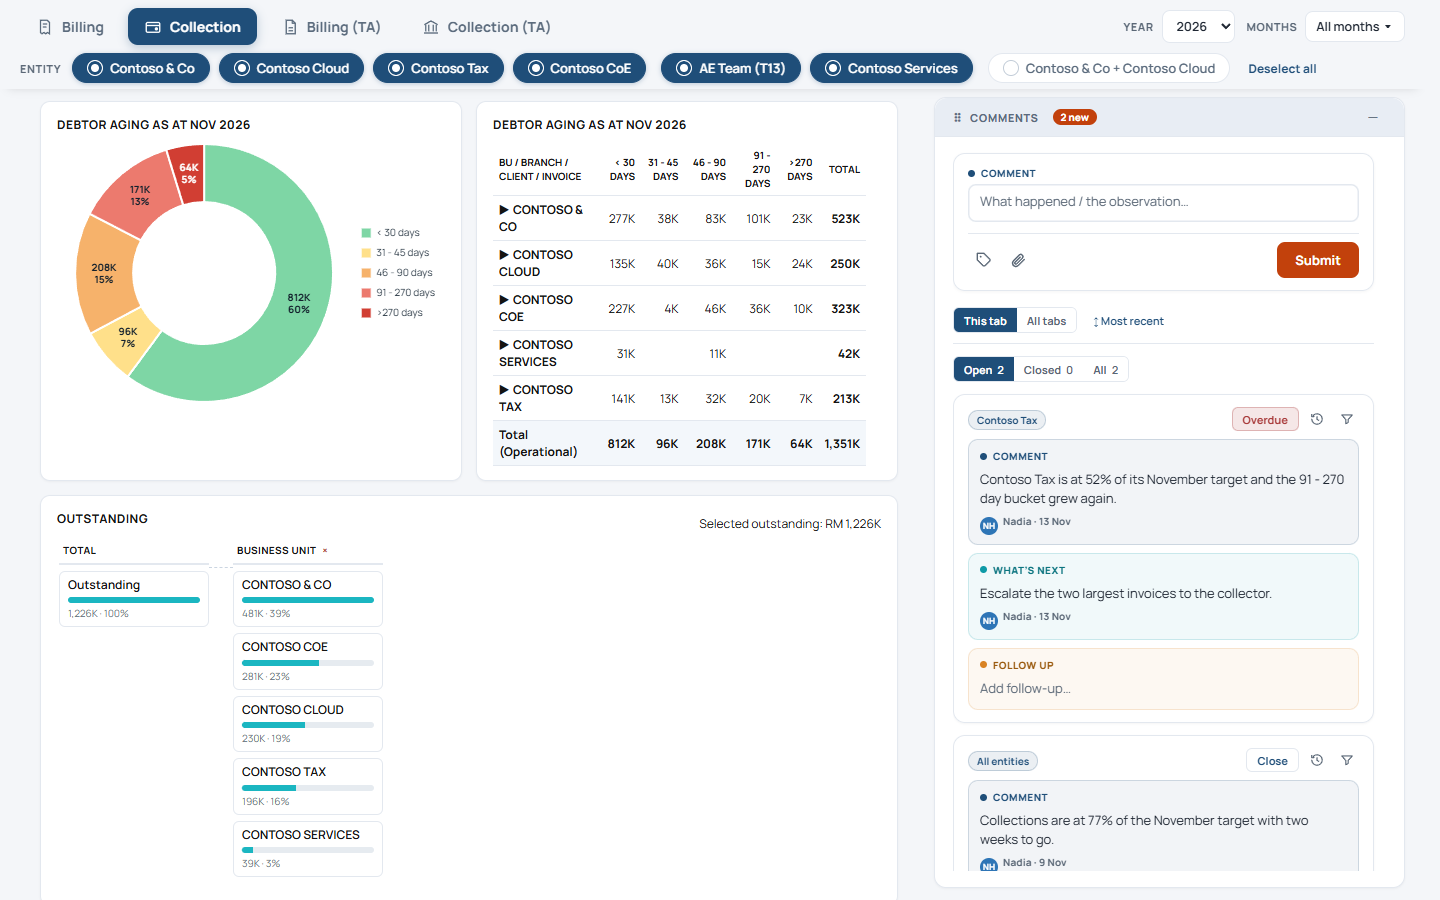 Billing
Collection
Billing (TA)
Collection (TA)
YEAR
2026
MONTHS
All months
ENTITY
Contoso & Co
Contoso Cloud
Contoso Tax
Contoso CoE
AE Team (T13)
Contoso Services
Contoso & Co + Contoso Cloud
Deselect all
DEBTOR AGING AS AT NOV 2026
64K
5%
171K
13%
208K
15%
96K
7%
812K
60%
< 30 days
31 - 45 days
46 - 90 days
91 - 270 days
>270 days
DEBTOR AGING AS AT NOV 2026
BU / BRANCH / CLIENT / INVOICE < 30 DAYS 31 - 45 DAYS 46 - 90 DAYS 91 - 270 DAYS >270 DAYS TOTAL
▶ CONTOSO & CO 277K 38K 83K 101K 23K 523K
▶ CONTOSO CLOUD 135K 40K 36K 15K 24K 250K
▶ CONTOSO COE 227K 4K 46K 36K 10K 323K
▶ CONTOSO SERVICES 31K 11K 42K
▶ CONTOSO TAX 141K 13K 32K 20K 7K 213K
Total (Operational) 812K 96K 208K 171K 64K 1,351K
OUTSTANDING
Selected outstanding: RM 1,226K
TOTAL
Outstanding
1,226K · 100%
BUSINESS UNIT ×
CONTOSO & CO
481K · 39%
CONTOSO COE
281K · 23%
CONTOSO CLOUD
230K · 19%
CONTOSO TAX
196K · 16%
CONTOSO SERVICES
39K · 3%
COMMENTS
2 new
COMMENT
What happened / the observation...
Submit
This tab
All tabs
↕ Most recent
Open 2
Closed 0
All 2
Contoso Tax
Overdue
COMMENT
Contoso Tax is at 52% of its November target and the 91 - 270
day bucket grew again.
NH
Nadia · 13 Nov
WHAT'S NEXT
Escalate the two largest invoices to the collector.
NH
Nadia · 13 Nov
FOLLOW UP
Add follow-up...
All entities
Close
COMMENT
Collections are at 77% of the November target with two
weeks to go.
NH
Nadia · 9 Nov